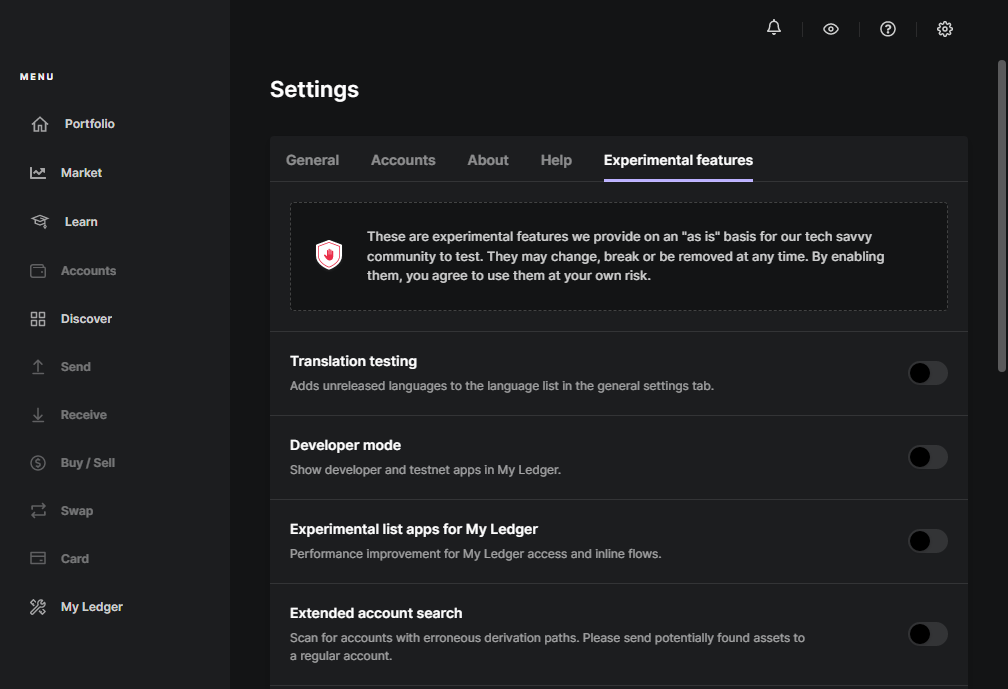 MENU
Portfolio
Market
Learn
Accounts
Discover
Send
Receive
Buy / Sell
Swap
Card
My Ledger
Settings
General
Accounts
About
Help
Experimental features
These are experimental features we provide on an "as is" basis for our tech savvy
community to test. They may change, break or be removed at any time. By enabling
them, you agree to use them at your own risk.
Translation testing
Adds unreleased languages to the language list in the general settings tab.
Developer mode
Show developer and testnet apps in My Ledger.
Experimental list apps for My Ledger
Performance improvement for My Ledger access and inline flows.
Extended account search
Scan for accounts with erroneous derivation paths. Please send potentially found assets to
a regular account.